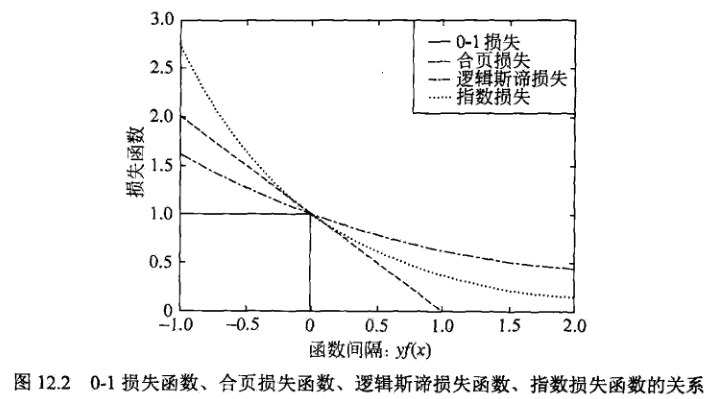 3.0
2.5
2.0
1.5
1.0
0.5
0
损失函数
0-1损失
合页损失
逻辑斯谛损失
指数损失
-1.0 -0.5 0 0.5 1.0 1.5 2.0
函数间隔: yf(x)
图 12.2 0-1 损失函数、合页损失函数、逻辑斯谛损失函数、指数损失函数的关系